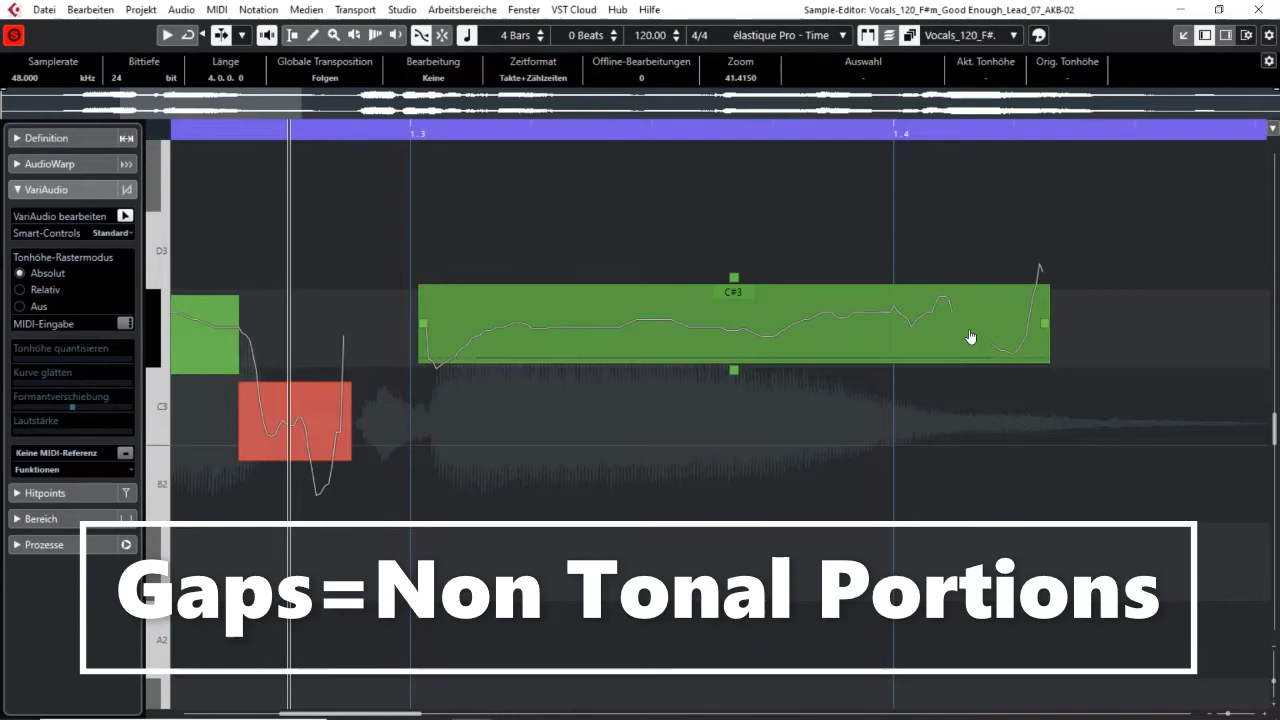 Datei Bearbeiten Projekt Audio MIDI Notation Medien Transport Studio Arbeitsbereiche Fenster VST Cloud Hub Hilfe Sample-Editor: Vocals_120_F#m_Good Enough_Lead_07_AKB-02
4 Bars 0 Beats 120.00 4/4 élastique Pro - Time Vocals_120_F#.
Samplerate Bittiefe Länge Globale Transposition Bearbeitung Zeitformat Offline-Bearbeitungen Zoom Auswahl Akt. Tonhöhe Orig. Tonhöhe
48.000 kHz 24 bit 4. 0. 0. 0 Folgen Keine Takte+Zählzeiten 0 41.4150 - - -
1.3 1.4
Definition
AudioWarp
VariAudio
VariAudio bearbeiten
Smart-Controls Standard
Tonhöhe-Rastermodus
Absolut
Relativ
Aus
MIDI-Eingabe
Tonhöhe quantisieren
Kurve glätten
Formantverschiebung
Lautstärke
Keine MIDI-Referenz
Funktionen
Hitpoints
Bereich
Prozesse
D3
C#3
C3
B2
A2
Gaps=Non Tonal Portions